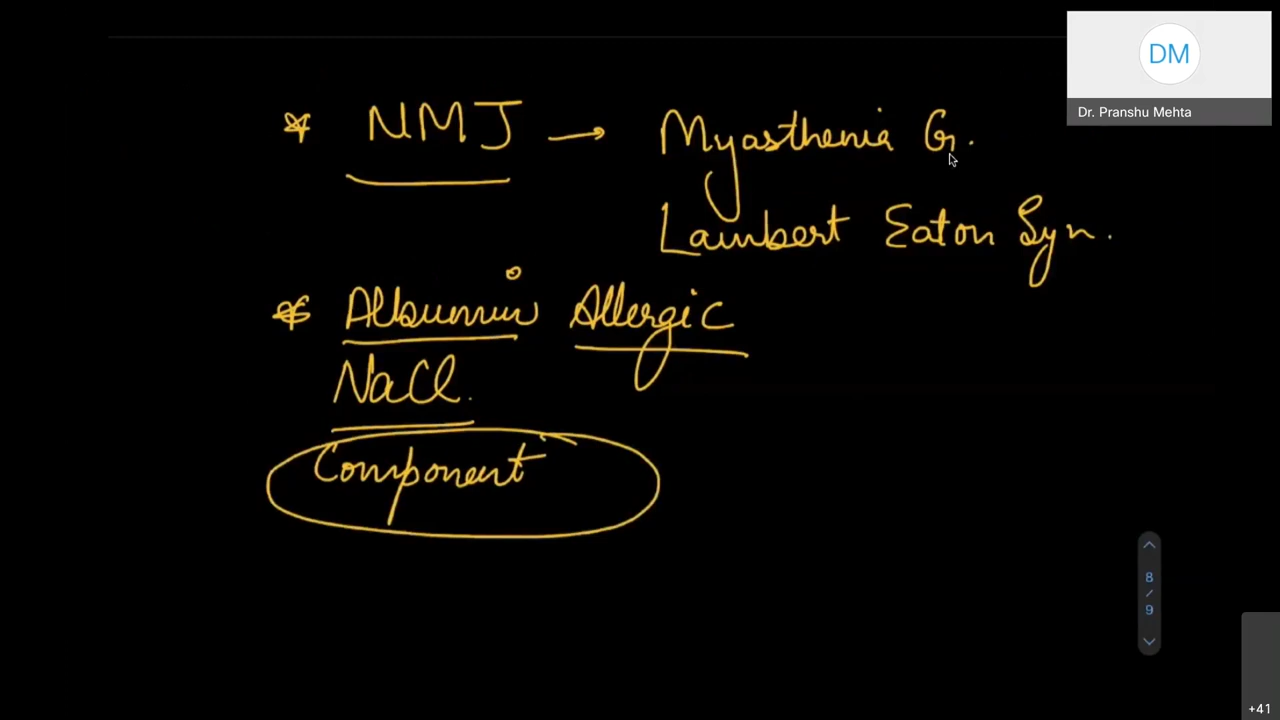 DM
Dr. Pranshu Mehta
* NMJ → Myasthenia G.
Lambert Eaton Syn.
* Albumin Allergic
NaCl.
Component
8
/
9
+41